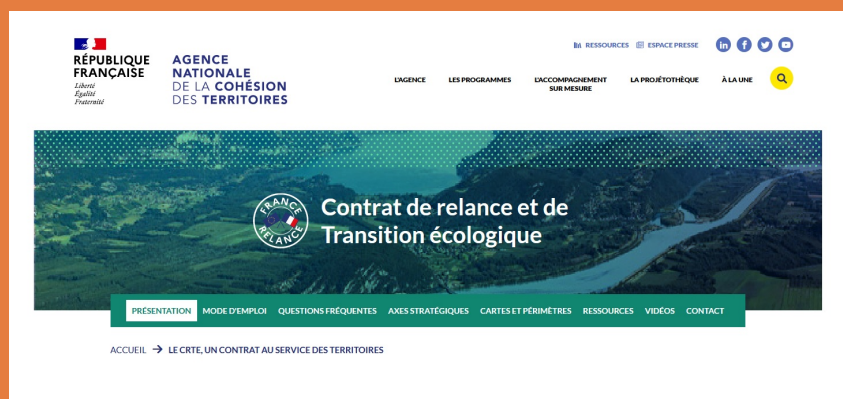 RÉPUBLIQUE
FRANÇAISE
Liberté
Égalité
Fraternité
AGENCE
NATIONALE
DE LA COHÉSION
DES TERRITOIRES
RESSOURCES
ESPACE PRESSE
L'AGENCE
LES PROGRAMMES
L'ACCOMPAGNEMENT
SUR MESURE
LA PROJÉTOTHÈQUE
À LA UNE
FRANCE
RELANCE
Contrat de relance et de
Transition écologique
PRÉSENTATION
MODE D'EMPLOI
QUESTIONS FRÉQUENTES
AXES STRATÉGIQUES
CARTES ET PÉRIMÈTRES
RESSOURCES
VIDÉOS
CONTACT
ACCUEIL → LE CRTE, UN CONTRAT AU SERVICE DES TERRITOIRES